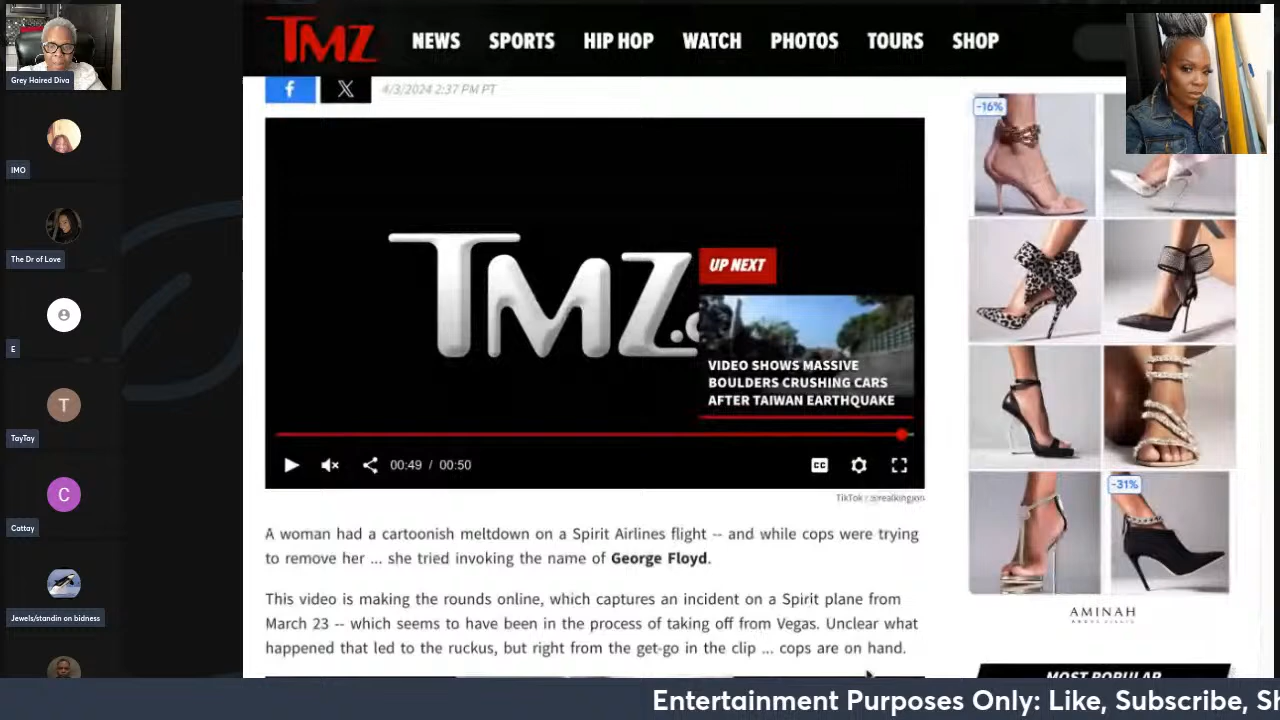 TMZ
NEWS SPORTS HIP HOP WATCH PHOTOS TOURS SHOP
4/3/2024 2:37 PM PT
Grey Haired Diva
IMO
The Dr of Love
E
T
TayTay
C
Cattay
Jewels/standin on bidness
TMZ.c
UP NEXT
VIDEO SHOWS MASSIVE
BOULDERS CRUSHING CARS
AFTER TAIWAN EARTHQUAKE
00:49 / 00:50
CC
A woman had a cartoonish meltdown on a Spirit Airlines flight -- and while cops were trying
to remove her ... she tried invoking the name of George Floyd.
This video is making the rounds online, which captures an incident on a Spirit plane from
March 23 -- which seems to have been in the process of taking off from Vegas. Unclear what
happened that led to the ruckus, but right from the get-go in the clip ... cops are on hand.
-16%
-31%
AMINAH
MOST POPULAR
Entertainment Purposes Only: Like, Subscribe, Sh